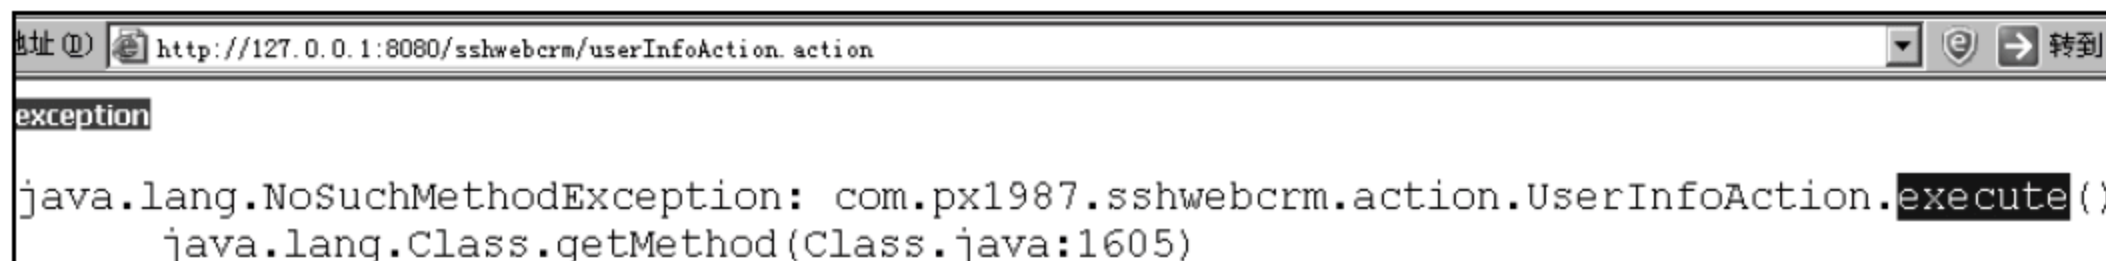 地址(D) http://127.0.0.1:8080/sshwebcrm/userInfoAction.action 转到
exception
java.lang.NoSuchMethodException: com.px1987.sshwebcrm.action.UserInfoAction.execute()
java.lang.Class.getMethod(Class.java:1605)